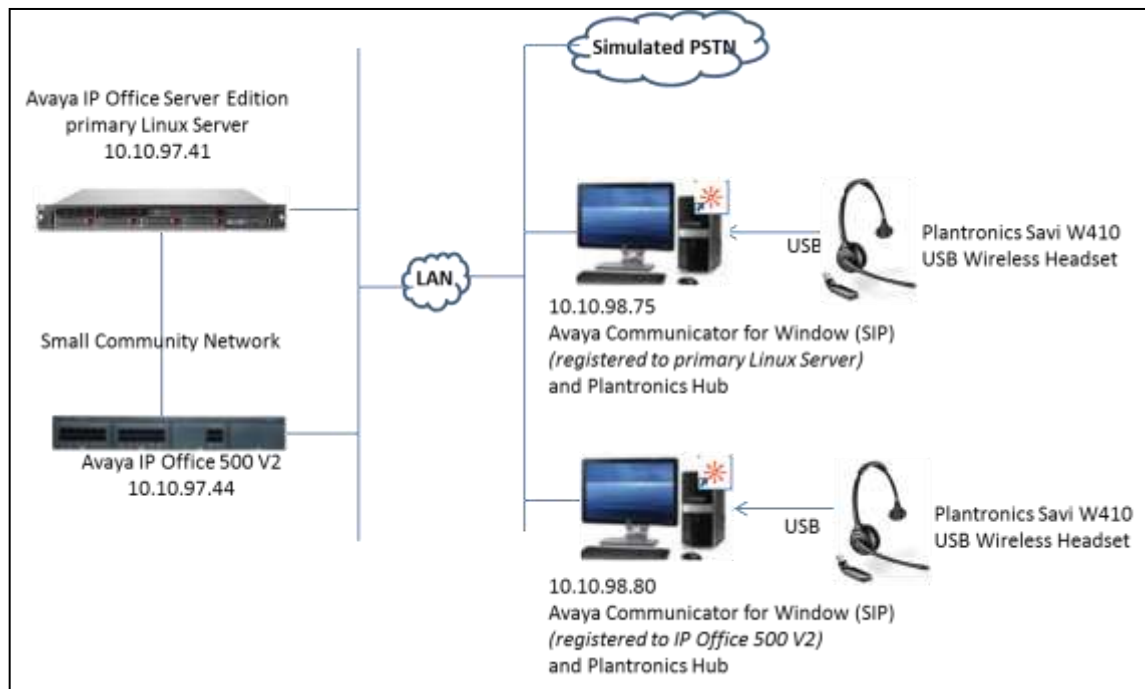 Simulated PSTN
Avaya IP Office Server Edition
primary Linux Server
10.10.97.41
USB
Plantronics Savi W410
USB Wireless Headset
LAN
10.10.98.75
Avaya Communicator for Window (SIP)
(registered to primary Linux Server)
and Plantronics Hub
Small Community Network
Avaya IP Office 500 V2
10.10.97.44
USB
Plantronics Savi W410
USB Wireless Headset
10.10.98.80
Avaya Communicator for Window (SIP)
(registered to IP Office 500 V2)
and Plantronics Hub